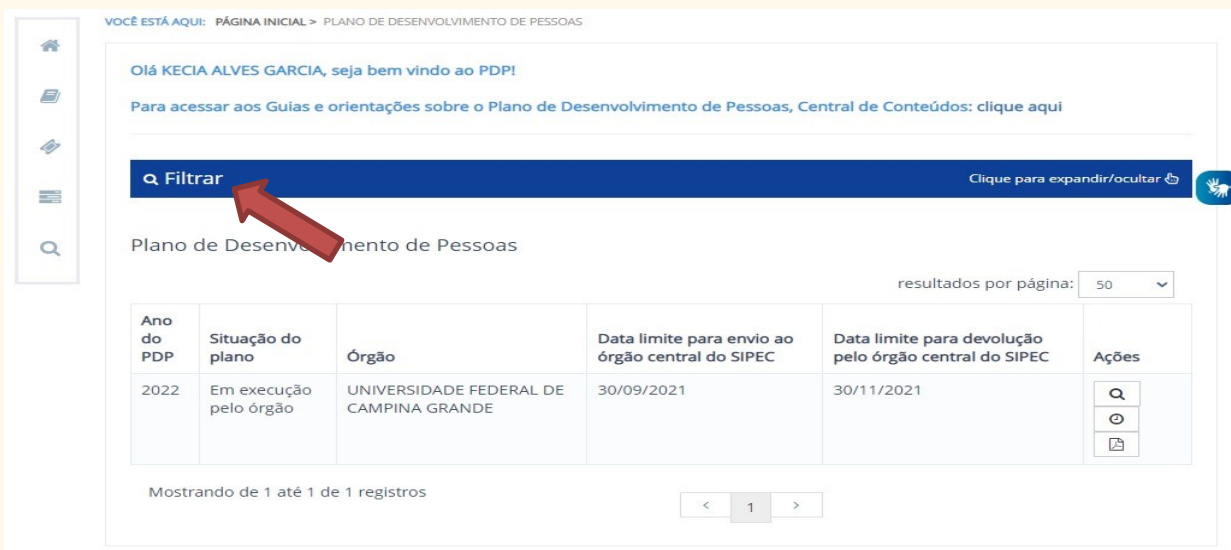 VOCÊ ESTÁ AQUI: PÁGINA INICIAL > PLANO DE DESENVOLVIMENTO DE PESSOAS
Olá KECIA ALVES GARCIA, seja bem vindo ao PDP!
Para acessar aos Guias e orientações sobre o Plano de Desenvolvimento de Pessoas, Central de Conteúdos: clique aqui
Filtrar
Clique para expandir/ocultar
Plano de Desenvolvimento de Pessoas
resultados por página: 50
Ano do PDP
Situação do plano
Órgão
Data limite para envio ao órgão central do SIPEC
Data limite para devolução pelo órgão central do SIPEC
Ações
2022
Em execução pelo órgão
UNIVERSIDADE FEDERAL DE CAMPINA GRANDE
30/09/2021
30/11/2021
Mostrando de 1 até 1 de 1 registros
< 1 >